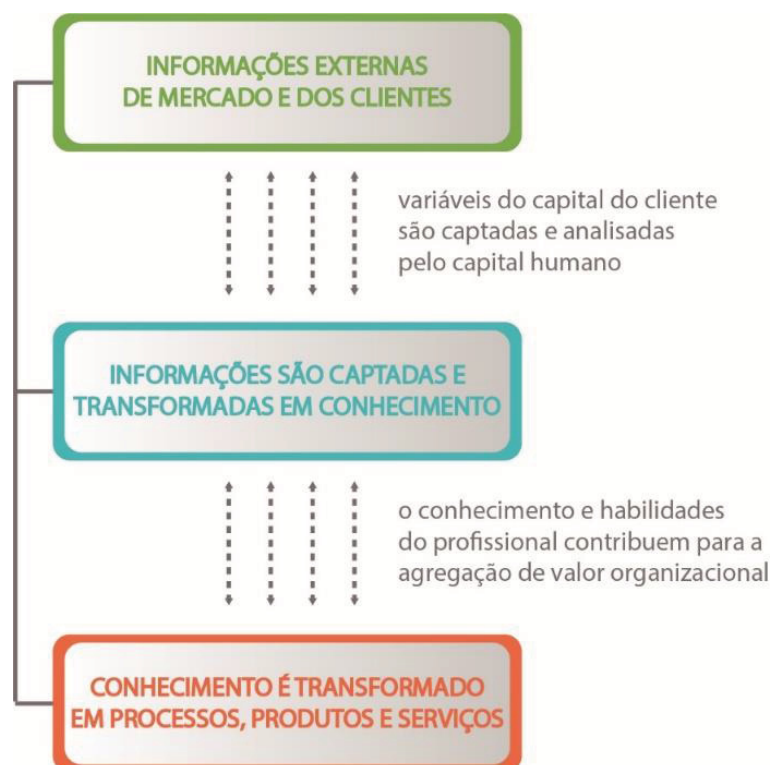 INFORMAÇÕES EXTERNAS
DE MERCADO E DOS CLIENTES
variáveis do capital do cliente
são captadas e analisadas
pelo capital humano
INFORMAÇÕES SÃO CAPTADAS E
TRANSFORMADAS EM CONHECIMENTO
o conhecimento e habilidades
do profissional contribuem para a
agregação de valor organizacional
CONHECIMENTO É TRANSFORMADO
EM PROCESSOS, PRODUTOS E SERVIÇOS